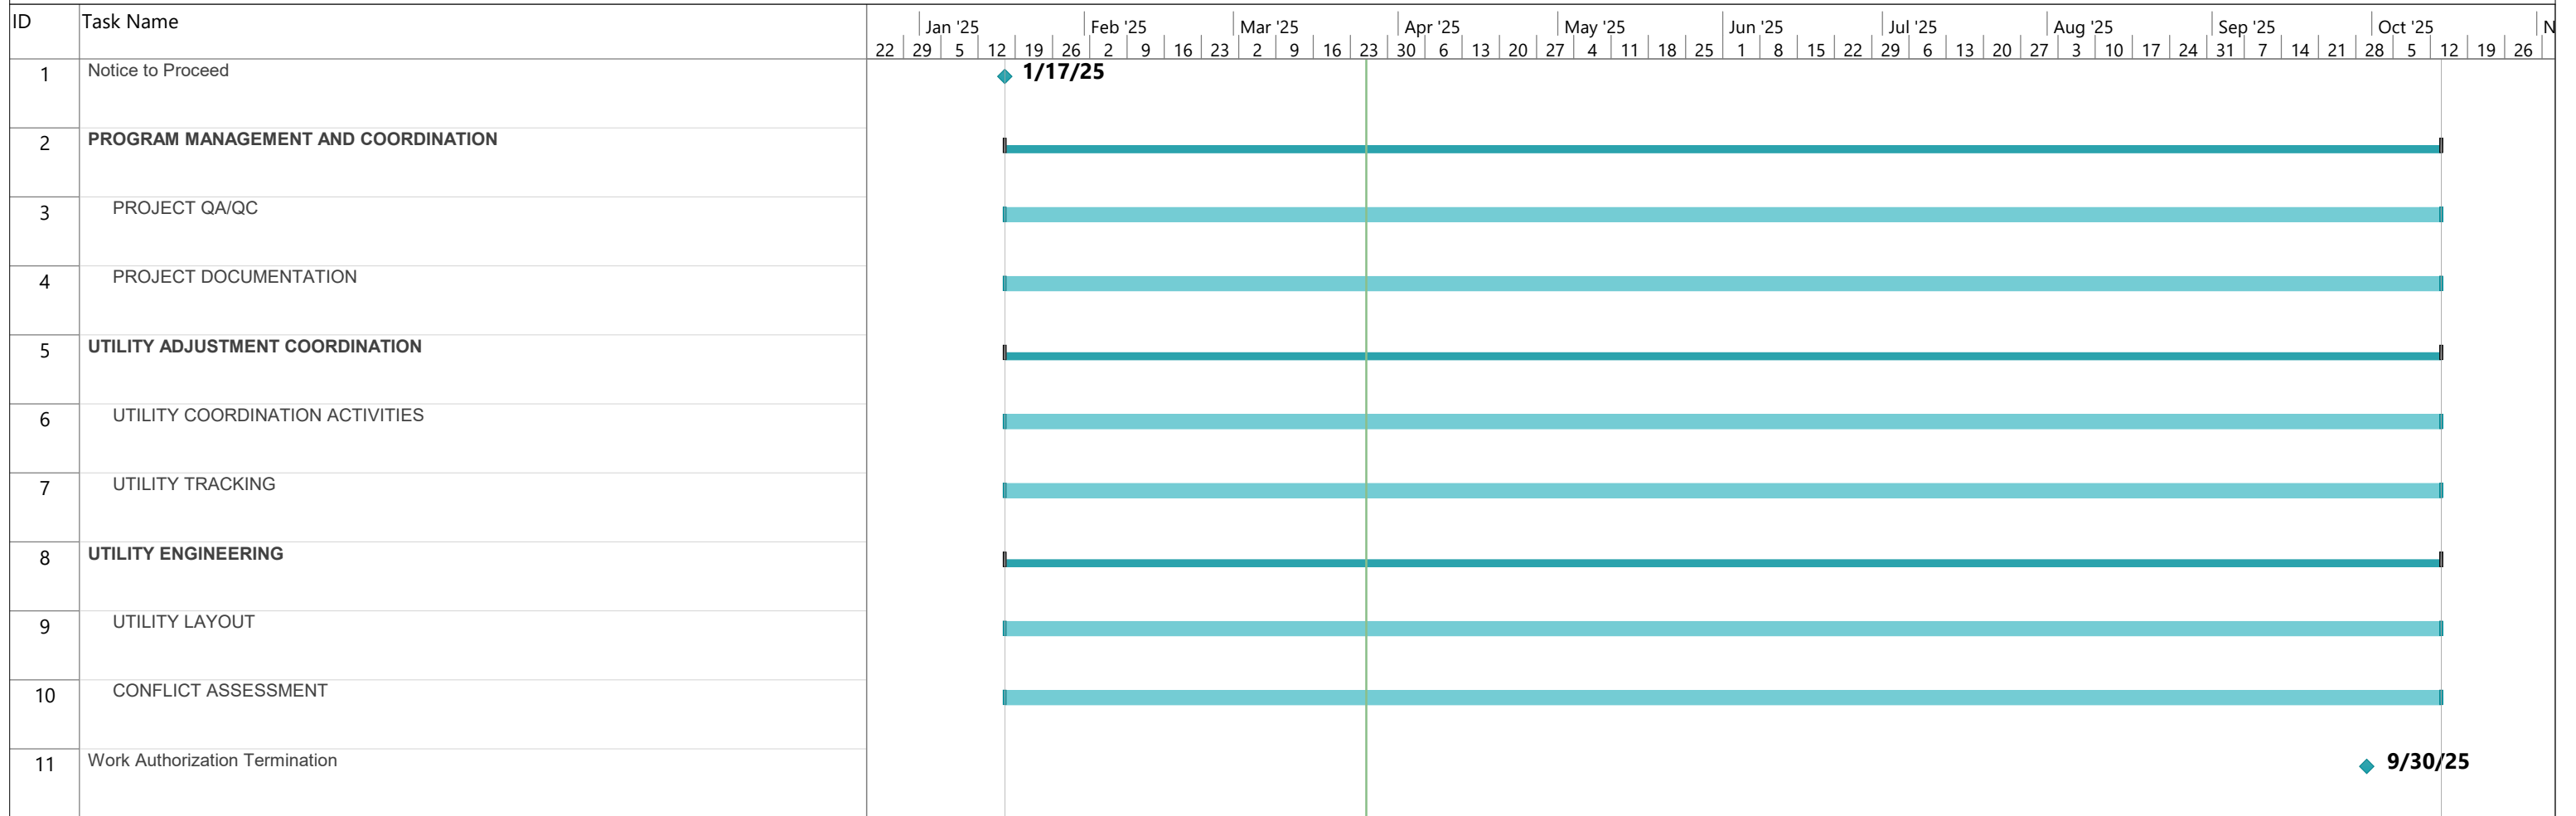 ID Task Name Jan '25 Feb '25 Mar '25 Apr '25 May '25 Jun '25 Jul '25 Aug '25 Sep '25 Oct '25 N
22 29 5 12 19 26 2 9 16 23 2 9 16 23 30 6 13 20 27 4 11 18 25 1 8 15 22 29 6 13 20 27 3 10 17 24 31 7 14 21 28 5 12 19 26
1 Notice to Proceed 1/17/25
2 PROGRAM MANAGEMENT AND COORDINATION
3 PROJECT QA/QC
4 PROJECT DOCUMENTATION
5 UTILITY ADJUSTMENT COORDINATION
6 UTILITY COORDINATION ACTIVITIES
7 UTILITY TRACKING
8 UTILITY ENGINEERING
9 UTILITY LAYOUT
10 CONFLICT ASSESSMENT
11 Work Authorization Termination 9/30/25